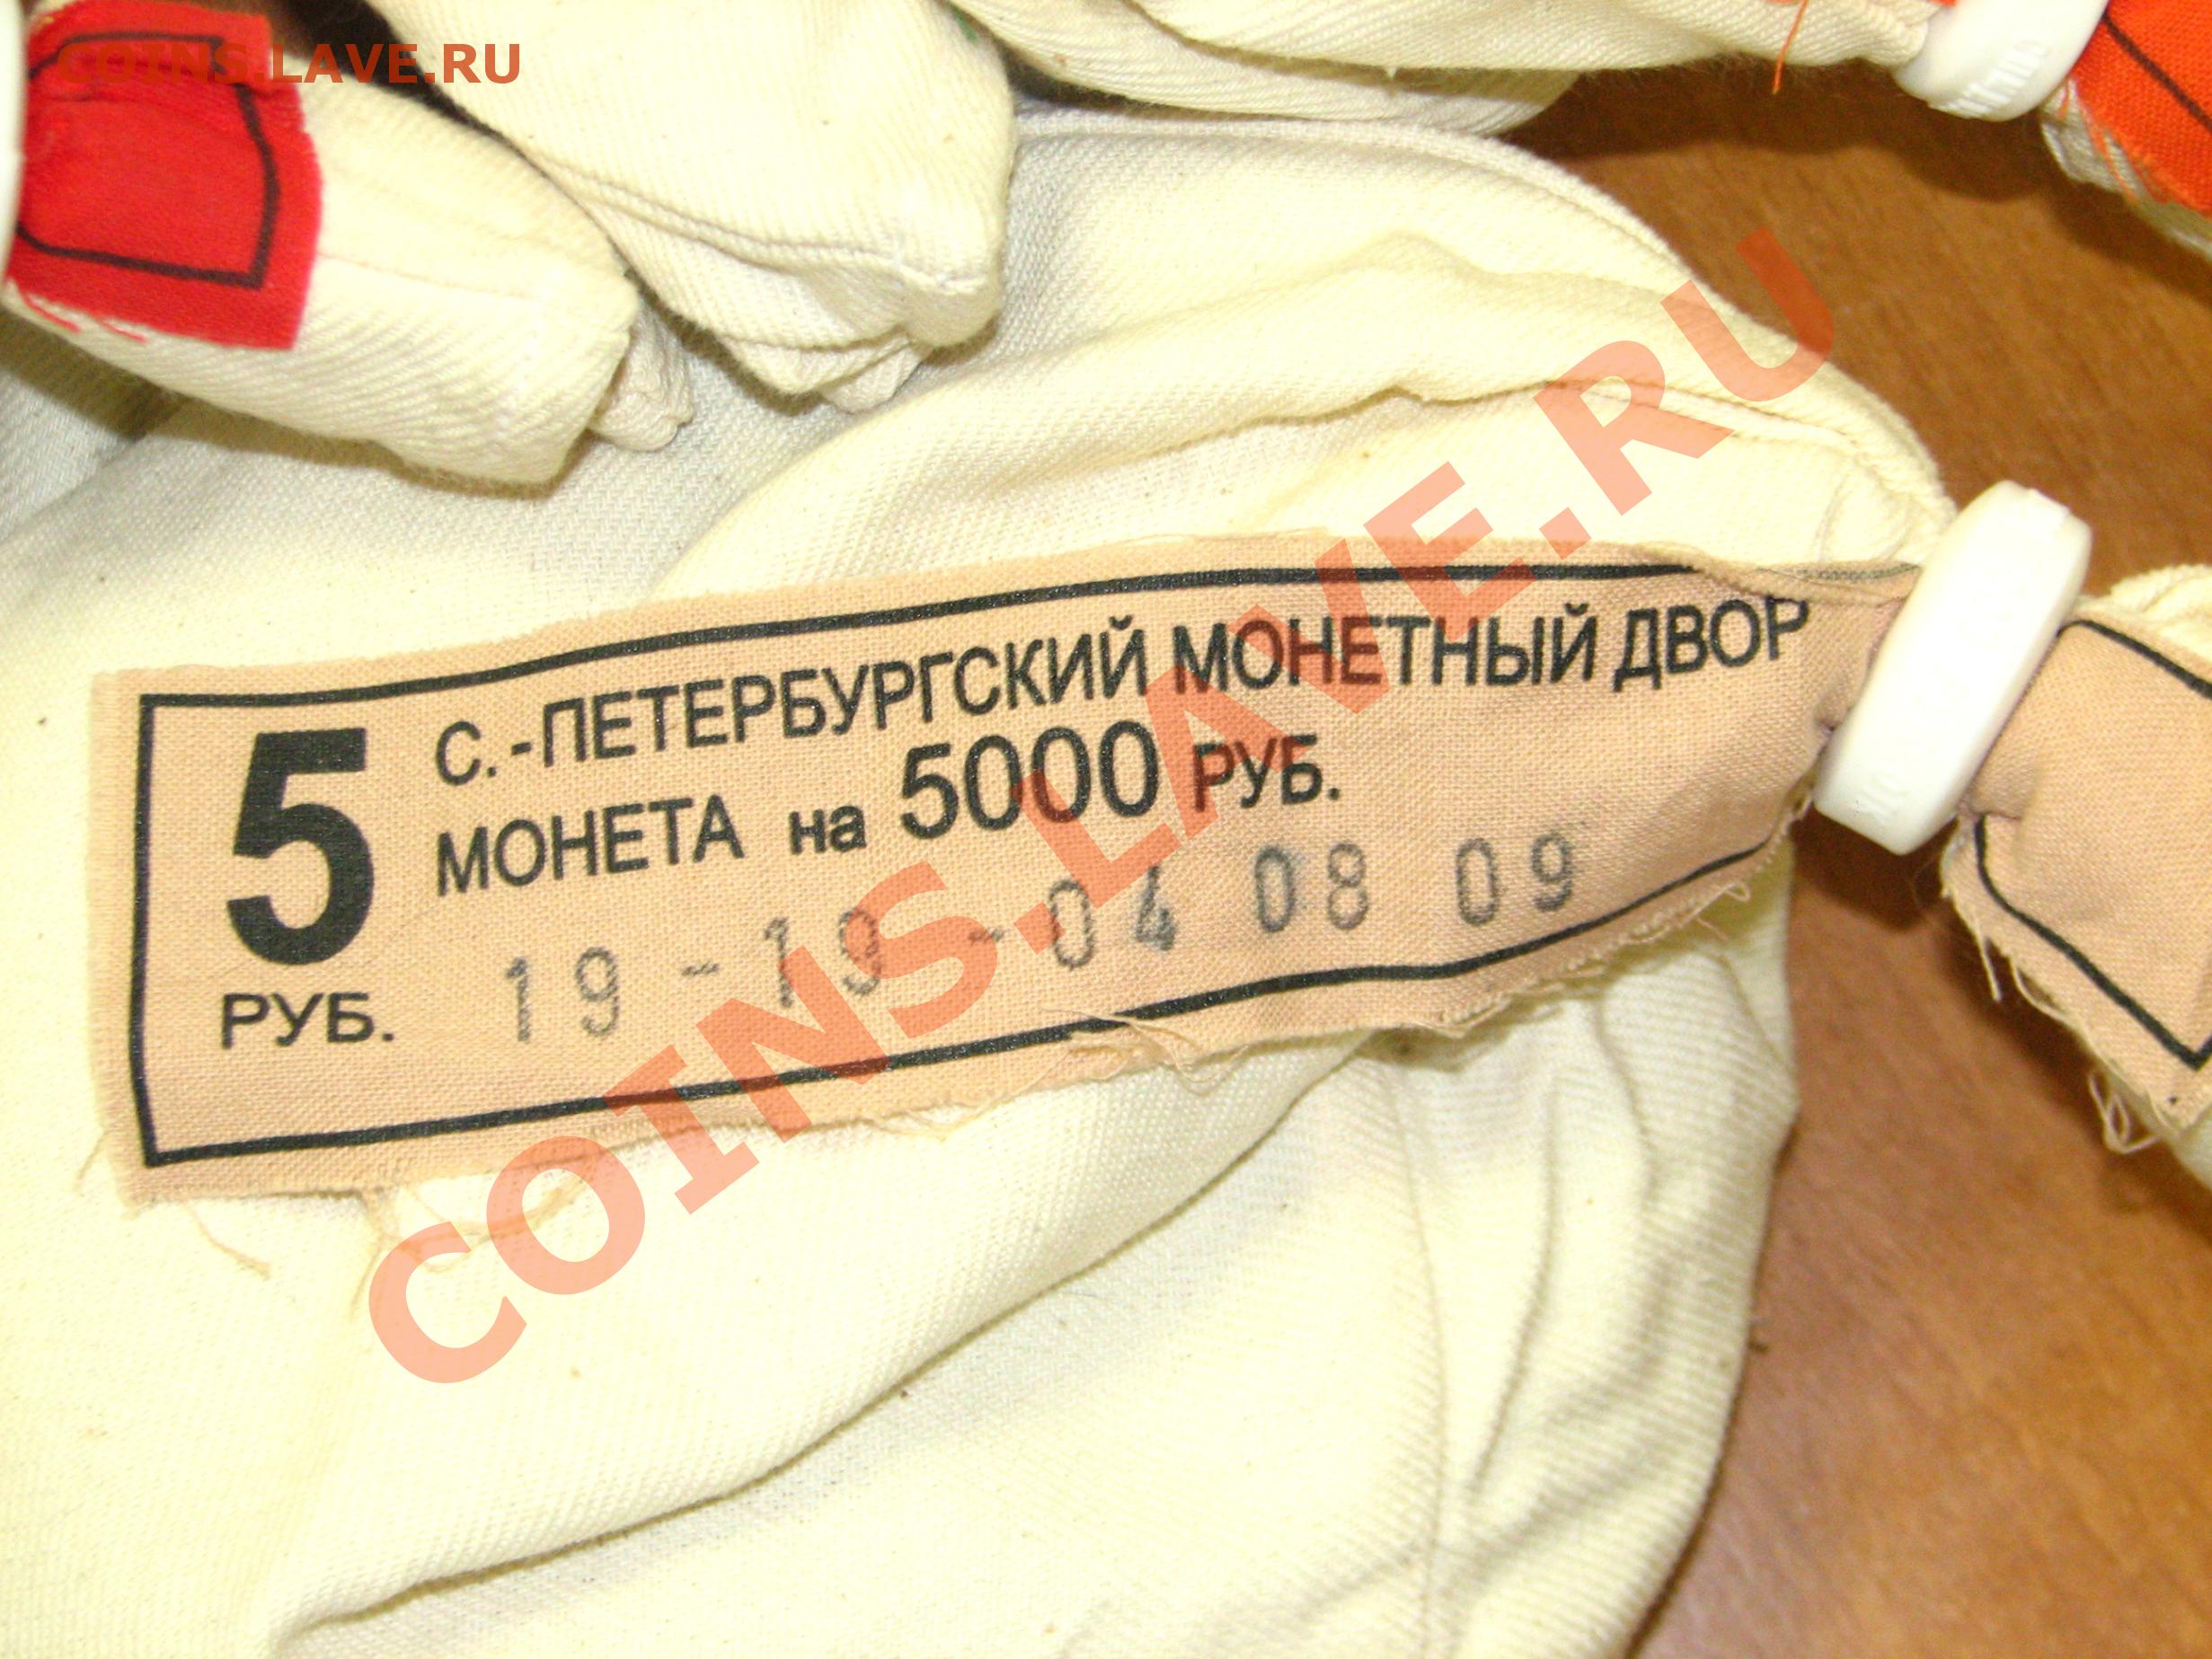 COINS.LAVE.RU
С.-ПЕТЕРБУРГСКИЙ МОНЕТНЫЙ ДВОР
5 МОНЕТА на 5000 РУБ.
РУБ. 19-19-04 08 09
COINS.LAVE.RU